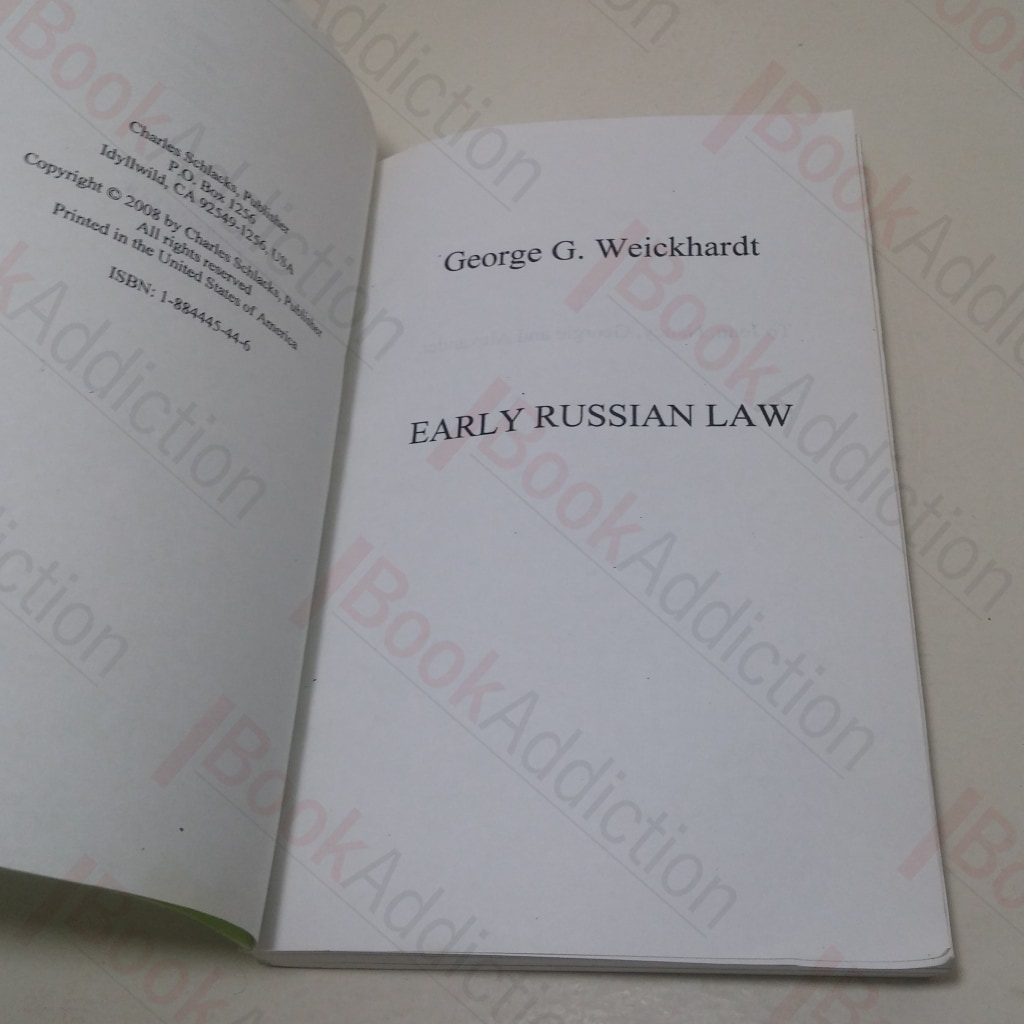 Charles Schlacks, Publisher
P.O. Box 1256
Idyllwild, CA 92549-1256, USA
Copyright © 2008 by Charles Schlacks, Publisher
All rights reserved
Printed in the United States of America
ISBN: 1-884445-44-6
George G. Weickhardt
EARLY RUSSIAN LAW
BookAddiction